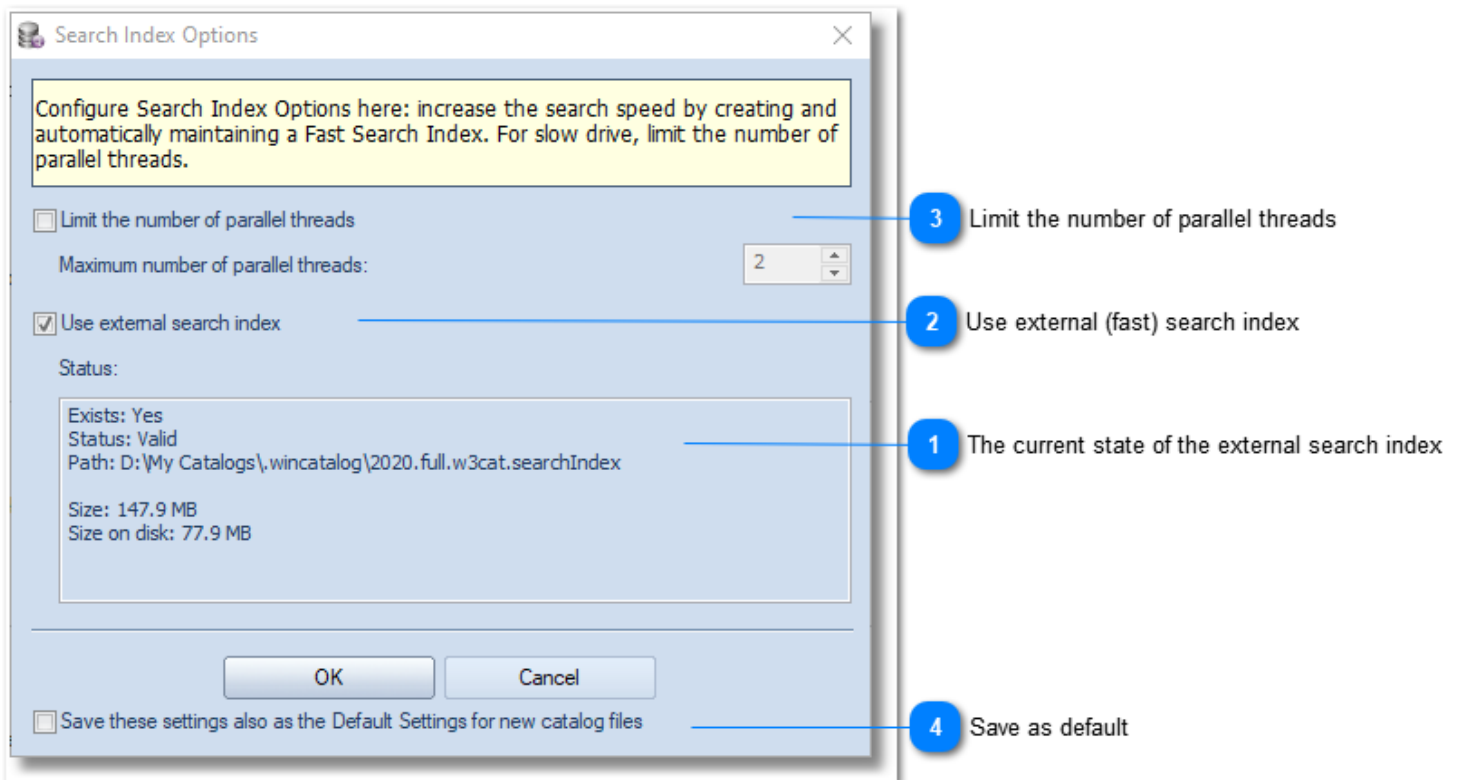 Search Index Options
Configure Search Index Options here: increase the search speed by creating and
automatically maintaining a Fast Search Index. For slow drive, limit the number of
parallel threads.
Limit the number of parallel threads
3 Limit the number of parallel threads
Maximum number of parallel threads:
2
Use external search index
2 Use external (fast) search index
Status:
Exists: Yes
Status: Valid
Path: D:\My Catalogs\.wincatalog\2020.full.w3cat.searchIndex
1 The current state of the external search index
Size: 147.9 MB
Size on disk: 77.9 MB
OK
Cancel
Save these settings also as the Default Settings for new catalog files
4 Save as default